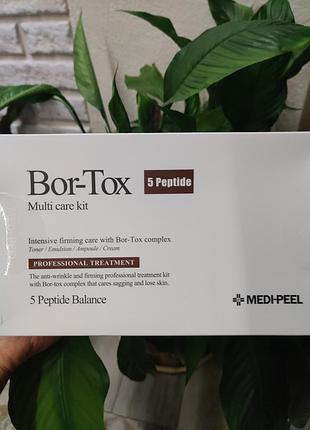 Bor-Tox 5 Peptide
Multi care kit
Intensive firming care with Bor-Tox complex
Toner / Emulsion / Ampoule / Cream
PROFESSIONAL TREATMENT
The anti-wrinkle and firming professional treatment kit
with Bor-tox complex that cares sagging and lose skin.
5 Peptide Balance
MEDI-PEEL